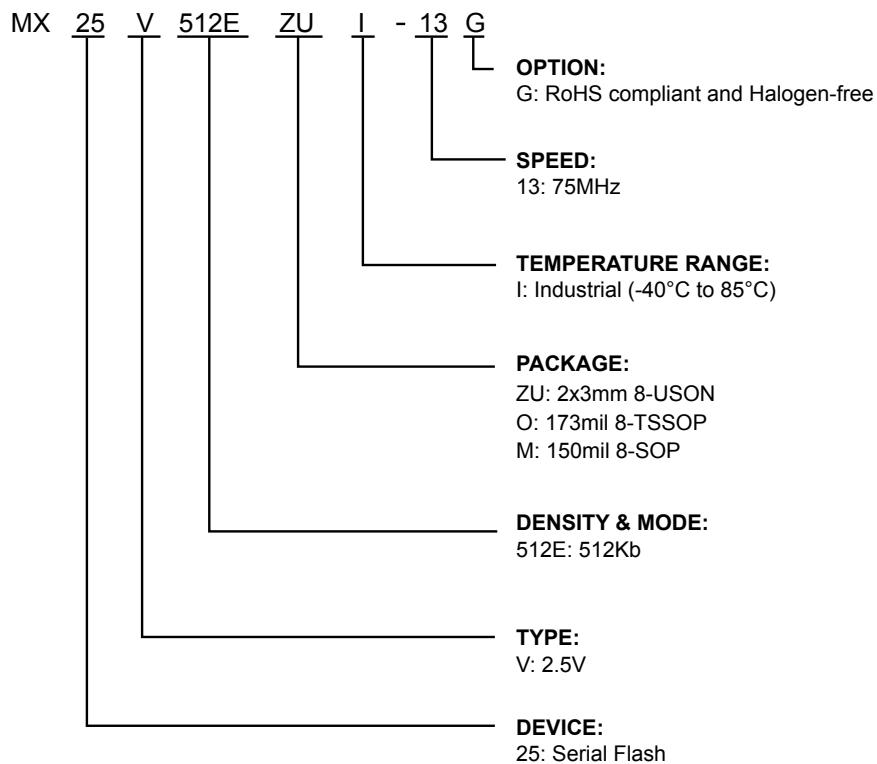 MX 25 V 512E ZU I - 13 G
OPTION:
G: RoHS compliant and Halogen-free
SPEED:
13: 75MHz
TEMPERATURE RANGE:
I: Industrial (-40°C to 85°C)
PACKAGE:
ZU: 2x3mm 8-USON
O: 173mil 8-TSSOP
M: 150mil 8-SOP
DENSITY & MODE:
512E: 512Kb
TYPE:
V: 2.5V
DEVICE:
25: Serial Flash